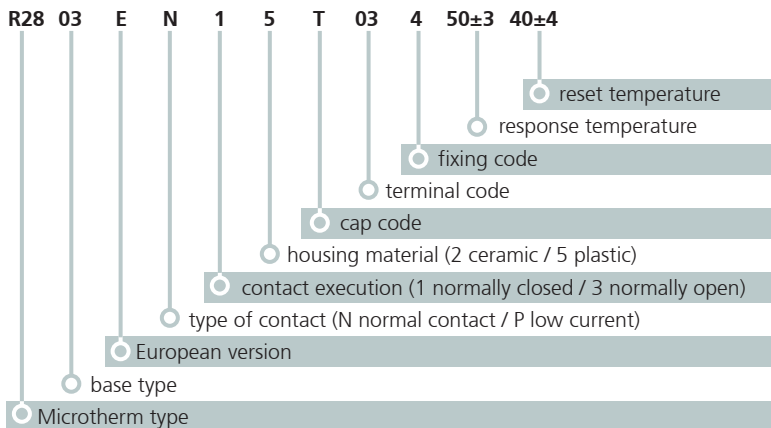 R28 03 E N 1 5 T 03 4 50±3 40±4
reset temperature
response temperature
fixing code
terminal code
cap code
housing material (2 ceramic / 5 plastic)
contact execution (1 normally closed / 3 normally open)
type of contact (N normal contact / P low current)
European version
base type
Microtherm type